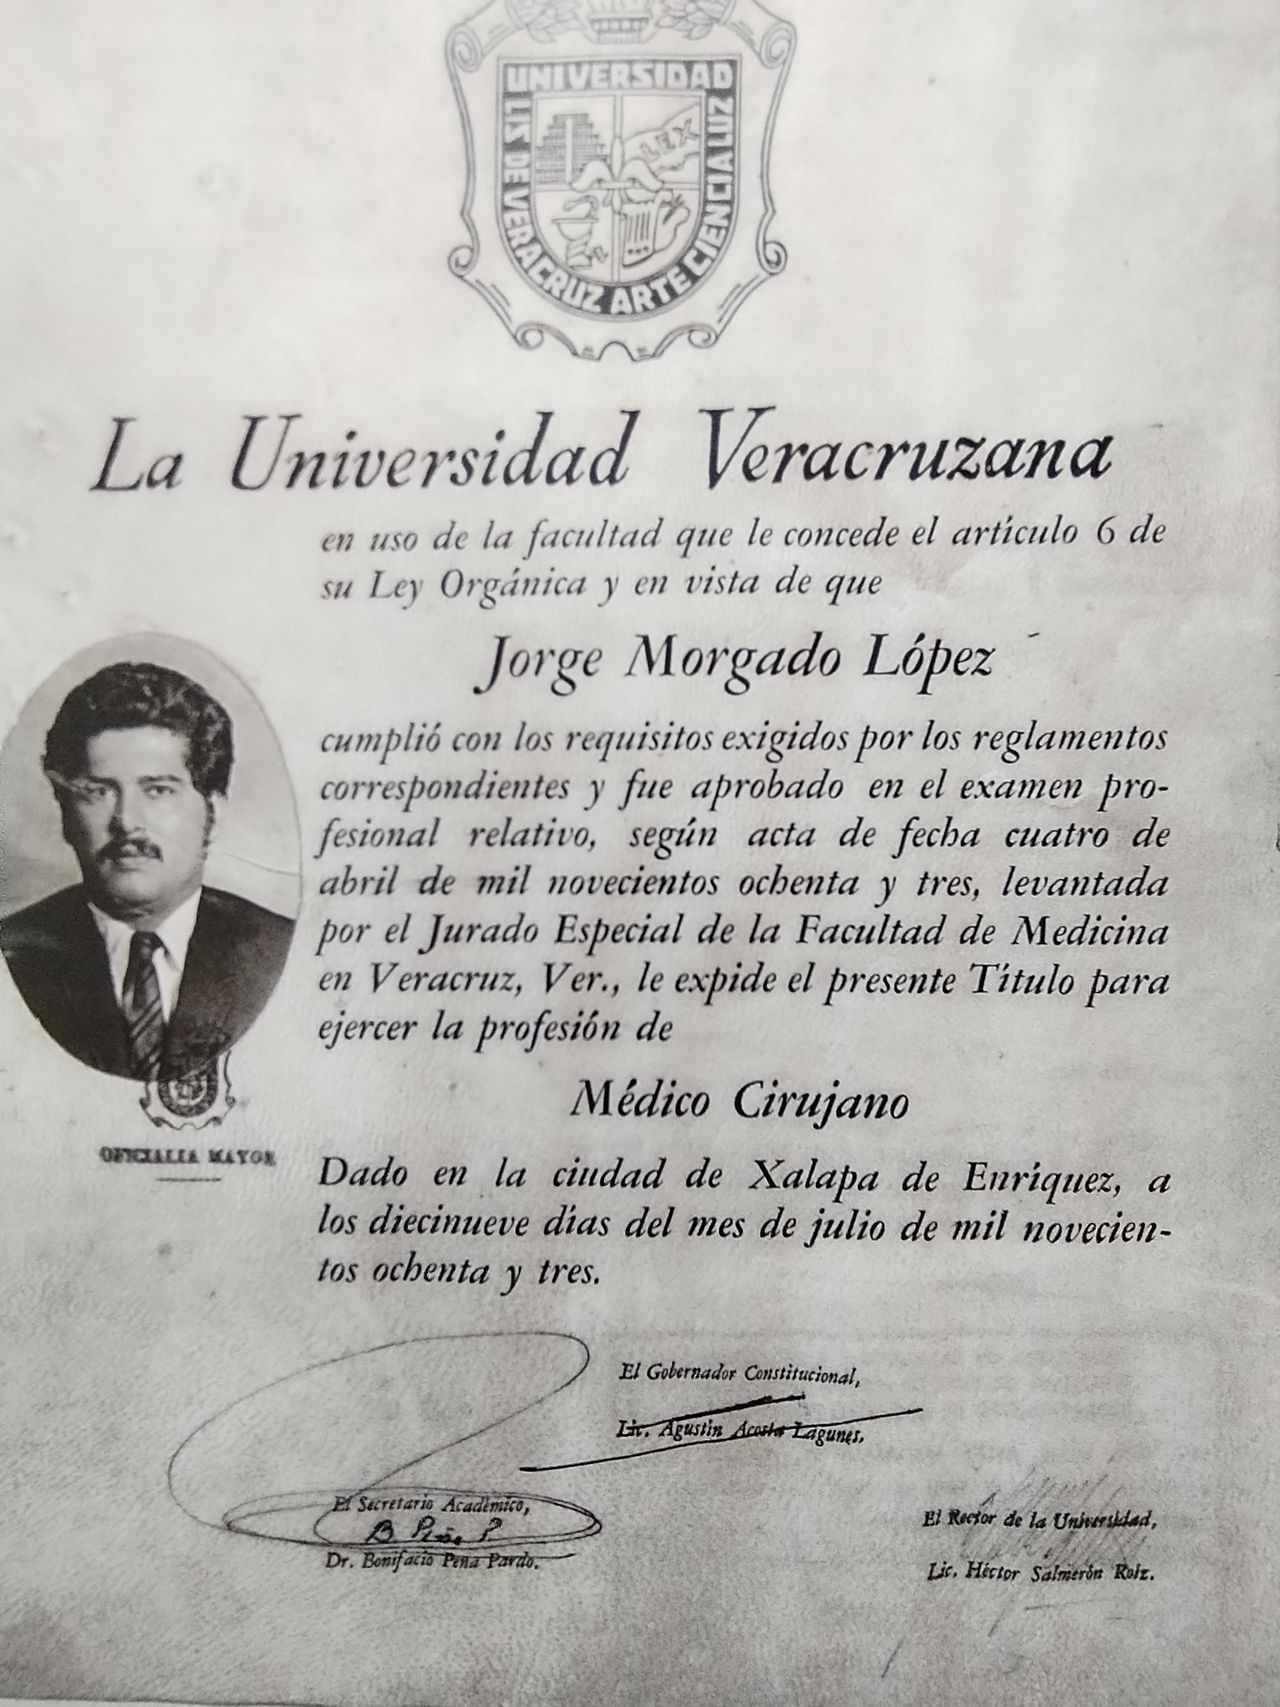 UNIVERSIDAD
LIS DE VERACRUZ ARTE CIENCIA LUZ
LEX
La Universidad Veracruzana
en uso de la facultad que le concede el artículo 6 de
su Ley Orgánica y en vista de que
Jorge Morgado López
cumplió con los requisitos exigidos por los reglamentos
correspondientes y fue aprobado en el examen pro-
fesional relativo, según acta de fecha cuatro de
abril de mil novecientos ochenta y tres, levantada
por el Jurado Especial de la Facultad de Medicina
en Veracruz, Ver., le expide el presente Título para
ejercer la profesión de
Médico Cirujano
OFICIALIA MAYOR
Dado en la ciudad de Xalapa de Enríquez, a
los diecinueve días del mes de julio de mil novecien-
tos ochenta y tres.
El Gobernador Constitucional,
Lic. Agustín Acosta Lagunes.
El Secretario Académico,
Dr. Bonifacio Peña Pardo.
El Rector de la Universidad,
Lic. Héctor Salmerón Roiz.